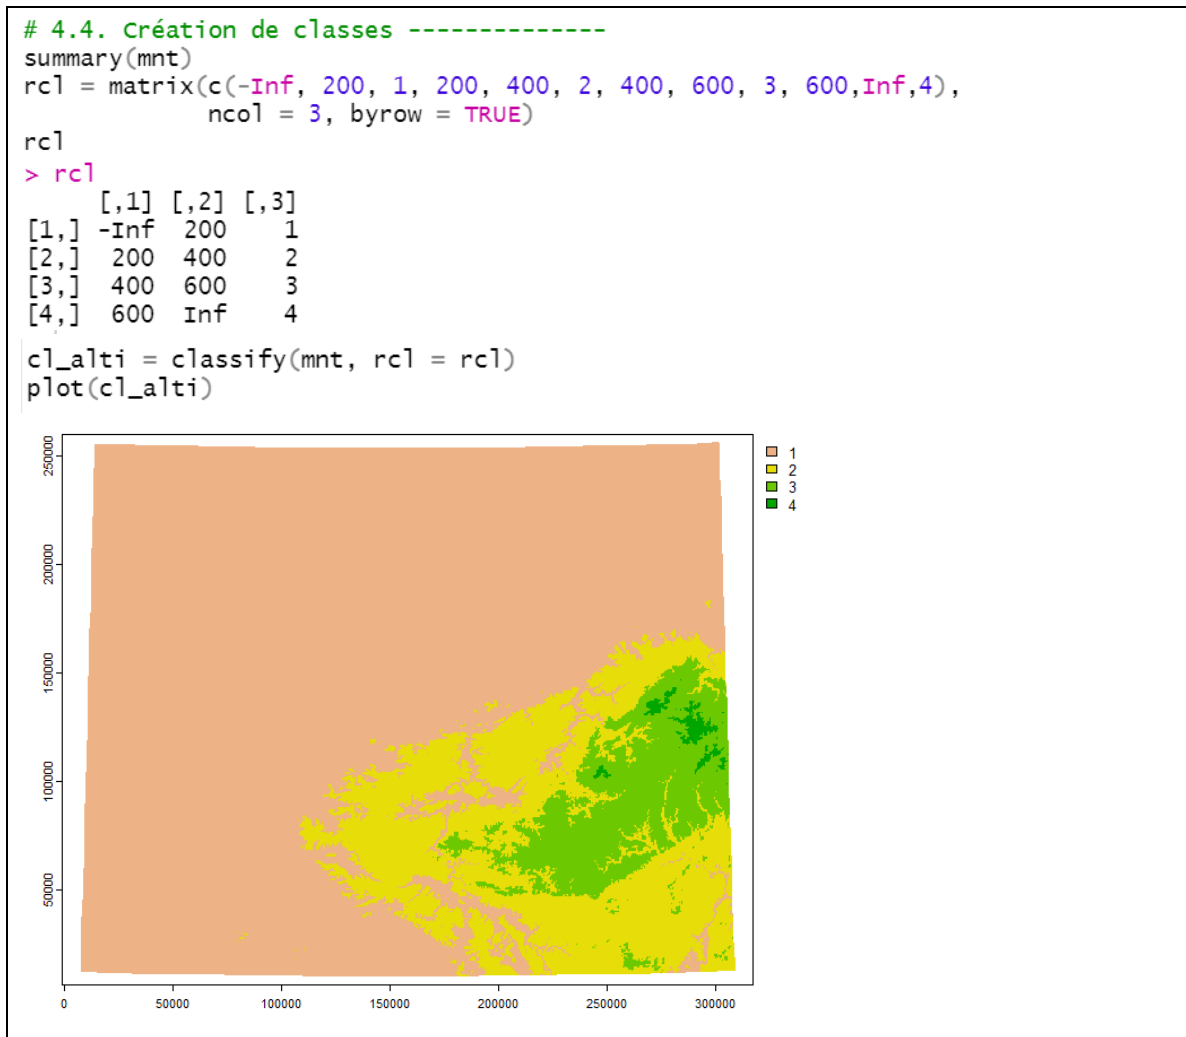 # 4.4. Création de classes --------------
summary(mnt)
rcl = matrix(c(-Inf, 200, 1, 200, 400, 2, 400, 600, 3, 600,Inf,4),
ncol = 3, byrow = TRUE)
rcl
> rcl
[,1] [,2] [,3]
[1,] -Inf 200 1
[2,] 200 400 2
[3,] 400 600 3
[4,] 600 Inf 4
cl_alti = classify(mnt, rcl = rcl)
plot(cl_alti)
250000
200000
150000
100000
50000
1
2
3
4
0 50000 100000 150000 200000 250000 300000